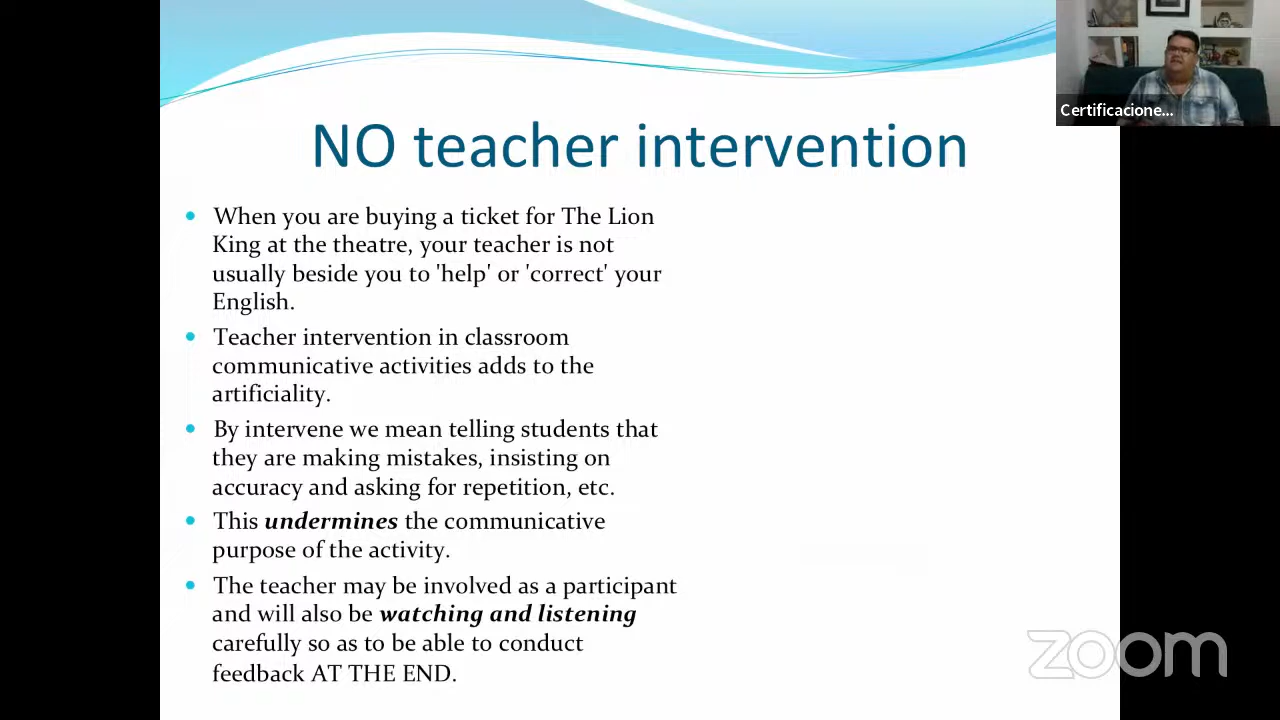 Certificacione...
NO teacher intervention
When you are buying a ticket for The Lion
King at the theatre, your teacher is not
usually beside you to 'help' or 'correct' your
English.
Teacher intervention in classroom
communicative activities adds to the
artificiality.
By intervene we mean telling students that
they are making mistakes, insisting on
accuracy and asking for repetition, etc.
This undermines the communicative
purpose of the activity.
The teacher may be involved as a participant
and will also be watching and listening
carefully so as to be able to conduct
feedback AT THE END.
zoom